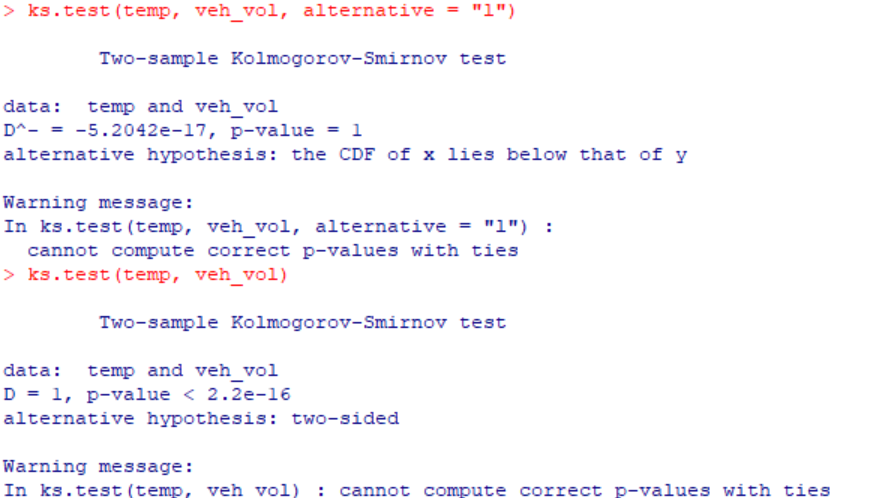 > ks.test(temp, veh_vol, alternative = "l")
Two-sample Kolmogorov-Smirnov test
data:  temp and veh_vol
D^- = -5.2042e-17, p-value = 1
alternative hypothesis: the CDF of x lies below that of y
Warning message:
In ks.test(temp, veh_vol, alternative = "l") :
  cannot compute correct p-values with ties
> ks.test(temp, veh_vol)
Two-sample Kolmogorov-Smirnov test
data:  temp and veh_vol
D = 1, p-value < 2.2e-16
alternative hypothesis: two-sided
Warning message:
In ks.test(temp, veh_vol) : cannot compute correct p-values with ties